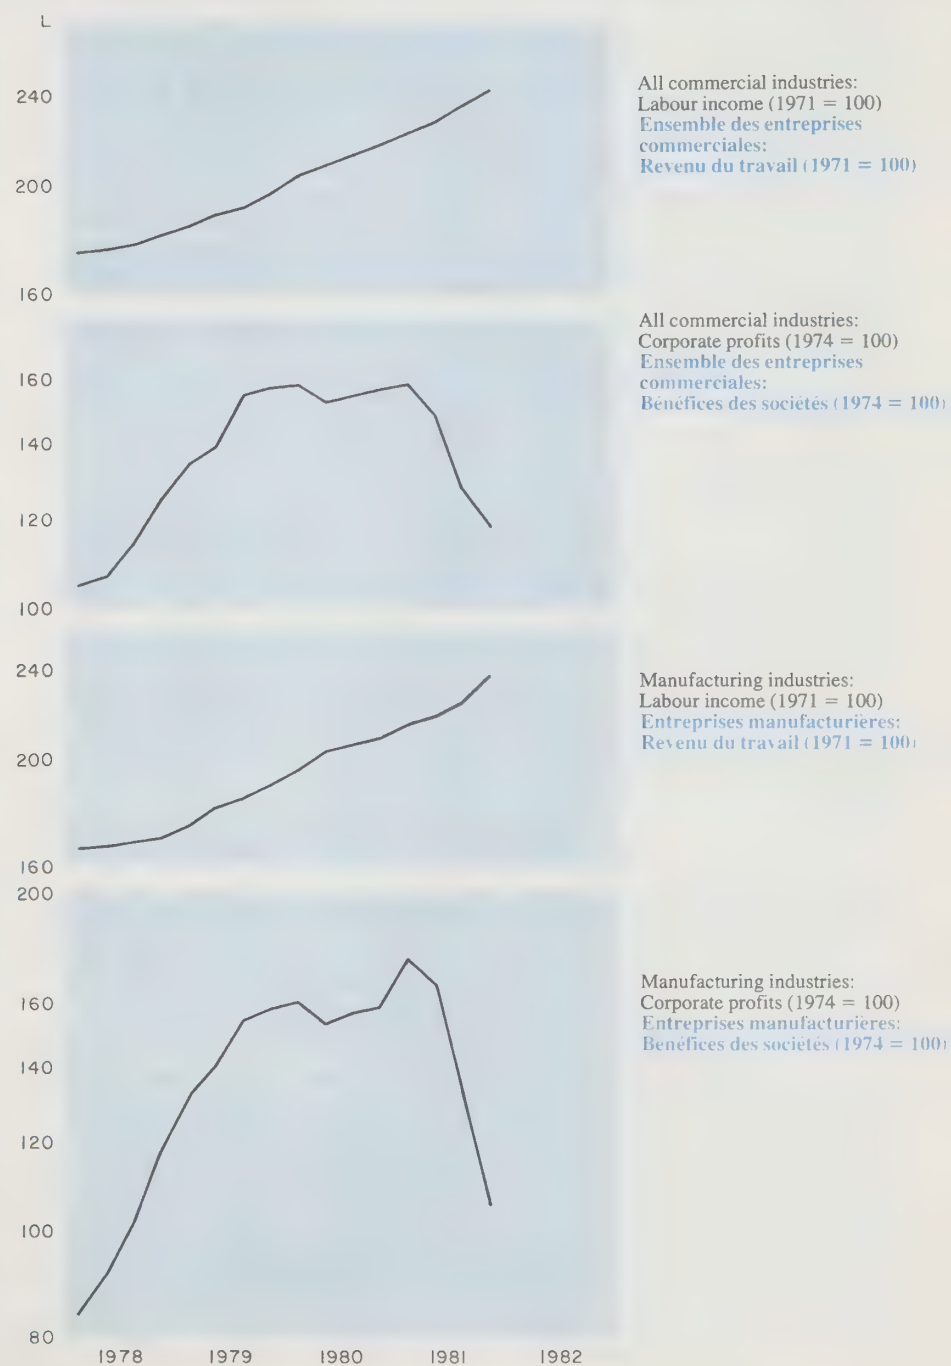 L
240
200
160
All commercial industries:
Labour income (1971 = 100)
Ensemble des entreprises
commerciales:
Revenu du travail (1971 = 100)
160
140
120
100
All commercial industries:
Corporate profits (1974 = 100)
Ensemble des entreprises
commerciales:
Bénéfices des sociétés (1974 = 100)
240
200
160
Manufacturing industries:
Labour income (1971 = 100)
Entreprises manufacturières:
Revenu du travail (1971 = 100)
200
160
140
120
100
80
Manufacturing industries:
Corporate profits (1974 = 100)
Entreprises manufacturières:
Bénéfices des sociétés (1974 = 100)
1978 1979 1980 1981 1982